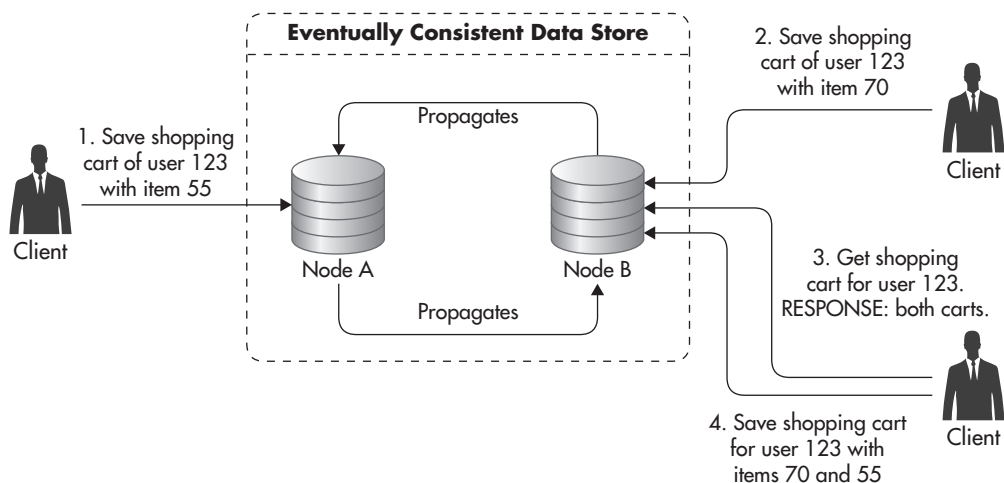 Eventually Consistent Data Store
1. Save shopping
cart of user 123
with item 55
Client
Propagates
Node A
Node B
Propagates
2. Save shopping
cart of user 123
with item 70
Client
3. Get shopping
cart for user 123.
RESPONSE: both carts.
Client
4. Save shopping cart
for user 123 with
items 70 and 55